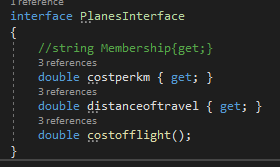 1 reference
interface PlanesInterface
{
//string Membership{get;}
3 references
double costperkm { get; }
3 references
double distanceoftravel { get; }
3 references
double costofflight();
}